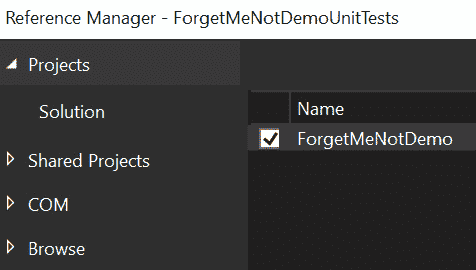 Reference Manager - ForgetMeNotDemoUnitTests
Projects
Solution
Name
ForgetMeNotDemo
Shared Projects
COM
Browse